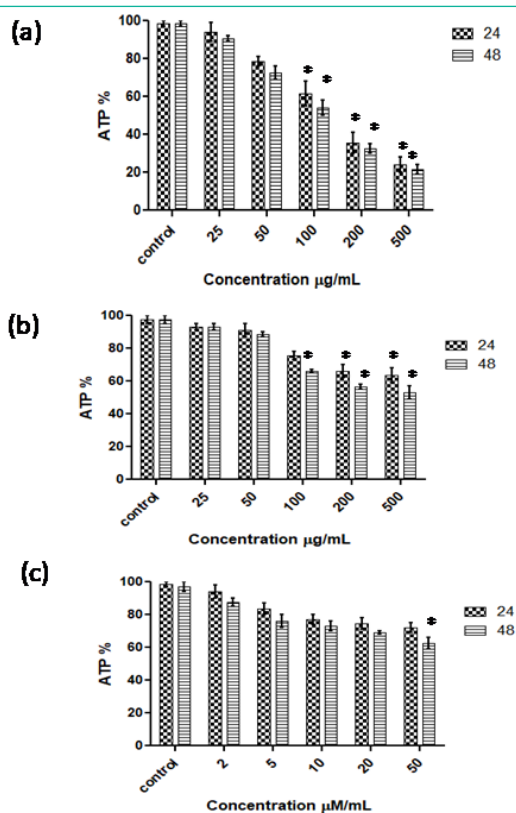 (a)
24
48
ATP %
100
80
60
40
20
0
* *
* *
* *
control 25 50 100 200 500
Concentration µg/mL
(b)
24
48
ATP %
100
80
60
40
20
0
* * * * *
control 25 50 100 200 500
Concentration µg/mL
(c)
24
48
ATP %
100
80
60
40
20
0
*
control 2 5 10 20 50
Concentration µM/mL